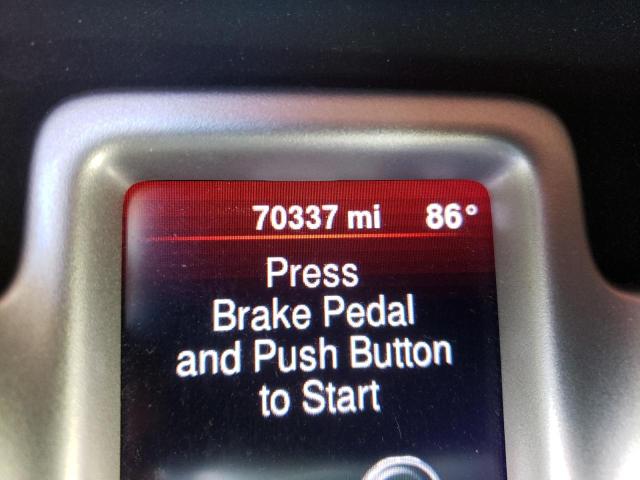 70337 mi 86°
Press
Brake Pedal
and Push Button
to Start